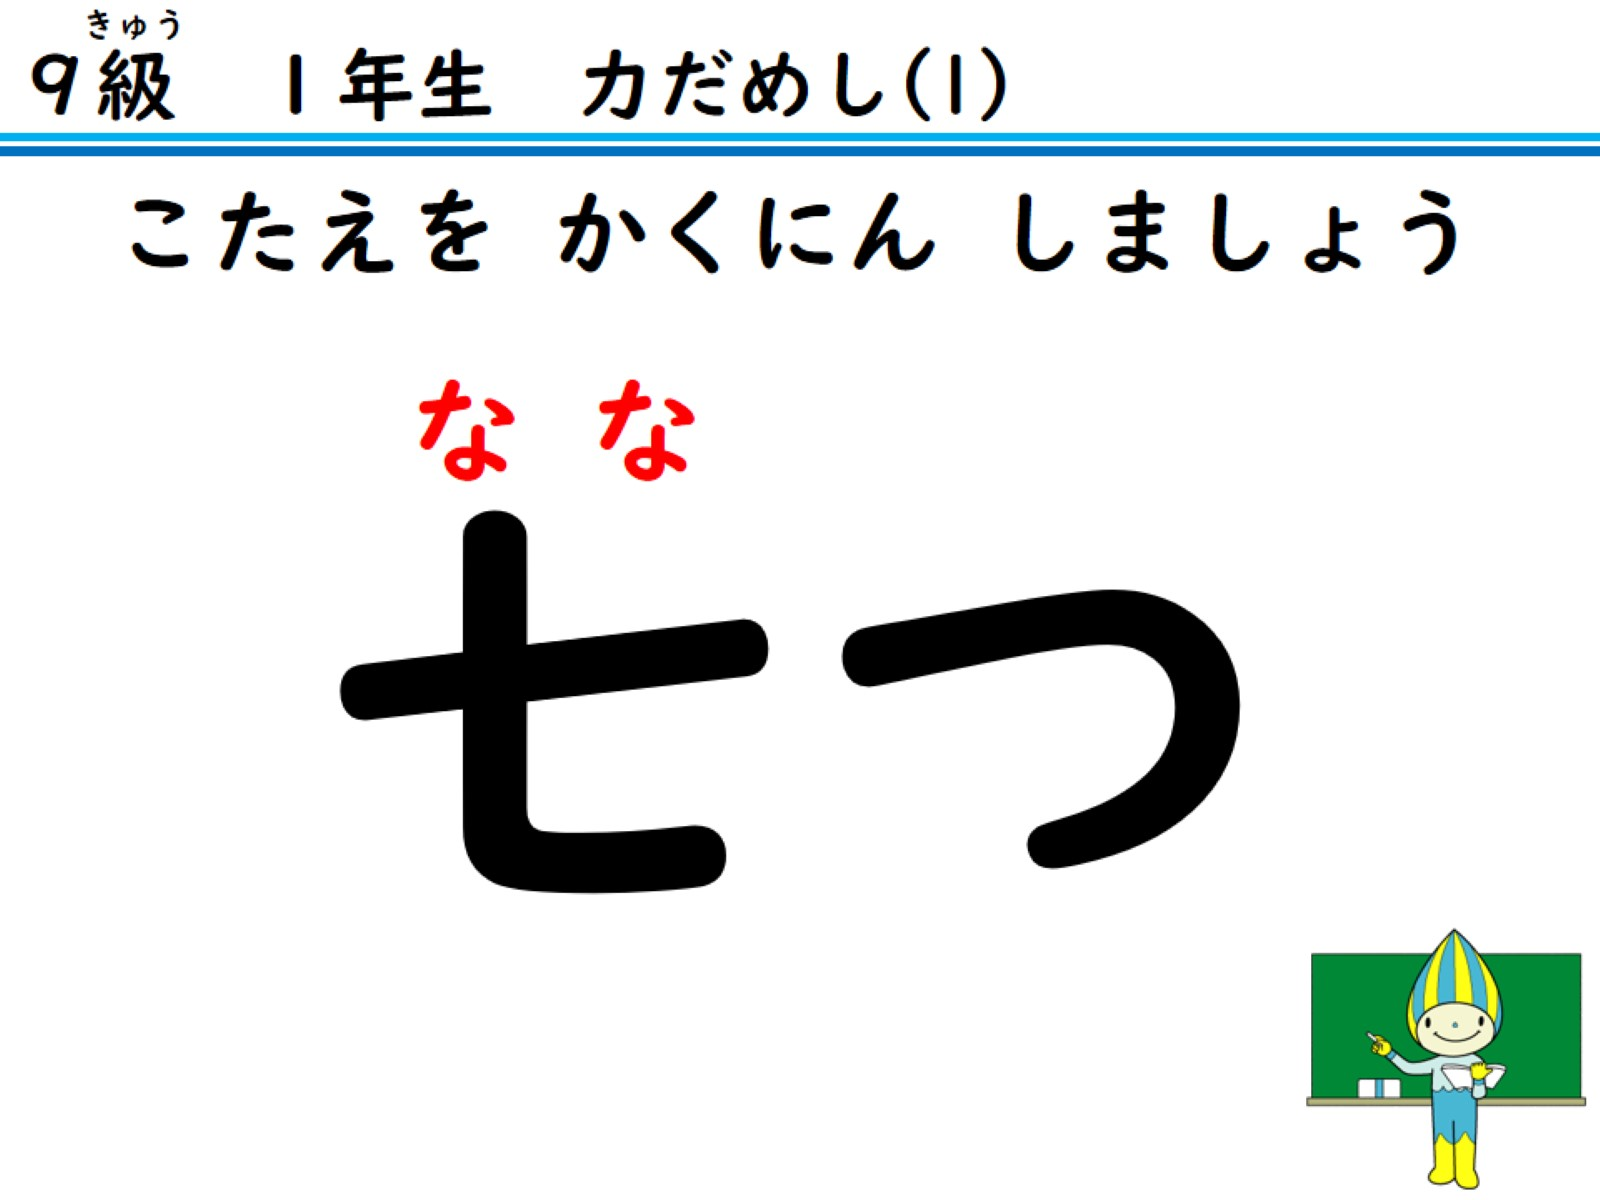 きゅう
9級 1年生 力だめし(1)
こたえを かくにん しましょう
なな
七つ